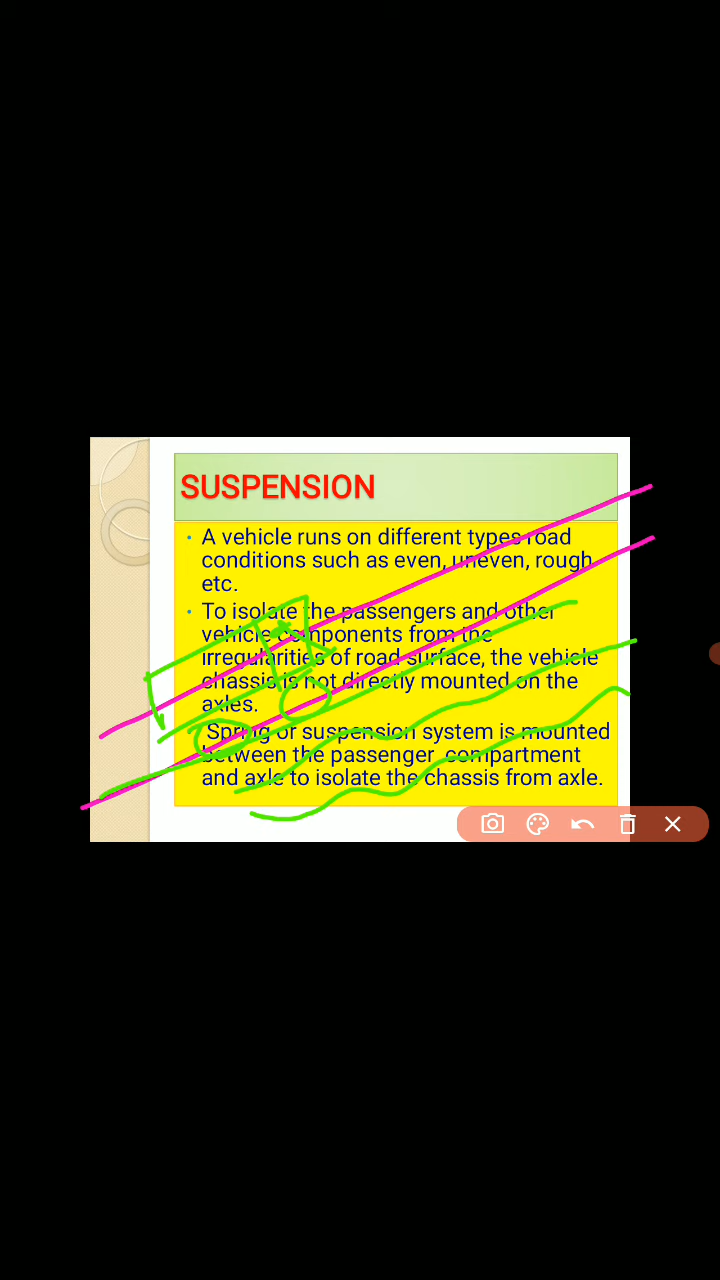 SUSPENSION
• A vehicle runs on different types road
conditions such as even, uneven, rough
etc.
• To isolate the passengers and other
vehicle components from the
irregularities of road surface, the vehicle
chassis is not directly mounted on the
axles.
Spring or suspension system is mounted
between the passenger compartment
and axle to isolate the chassis from axle.